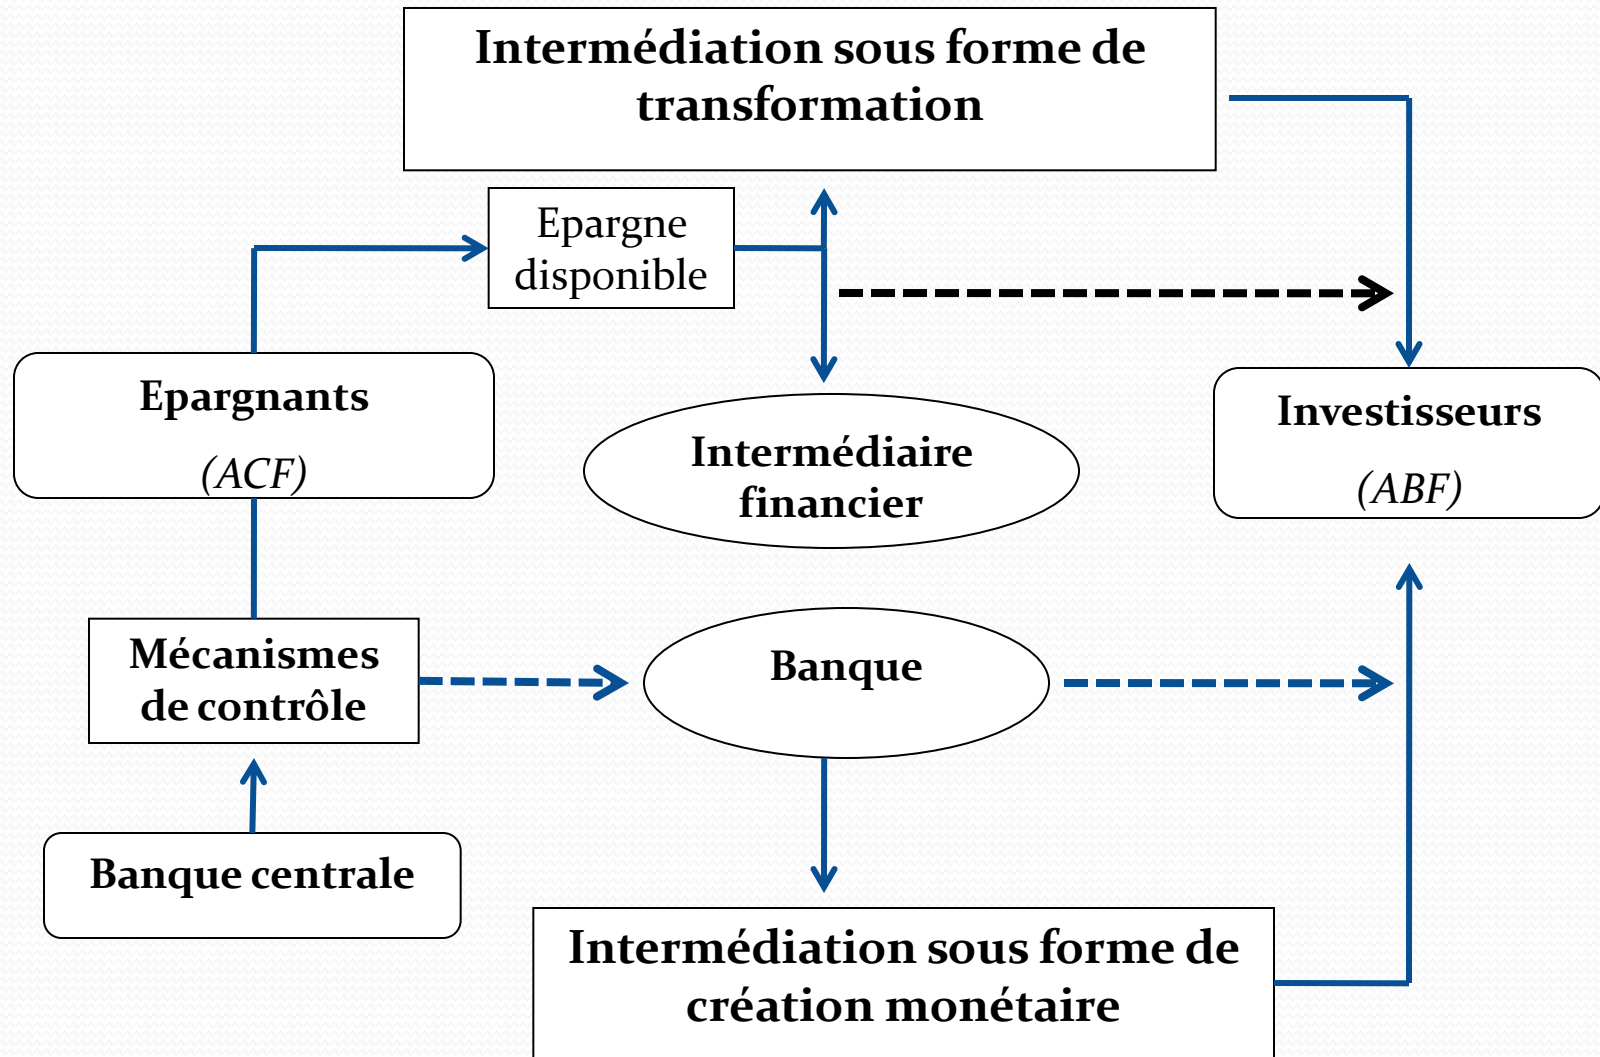 Intermédiation sous forme de
transformation
Epargne
disponible
Epargnants
(ACF)
Intermédiaire
financier
Investisseurs
(ABF)
Mécanismes
de contrôle
Banque
Banque centrale
Intermédiation sous forme de
création monétaire